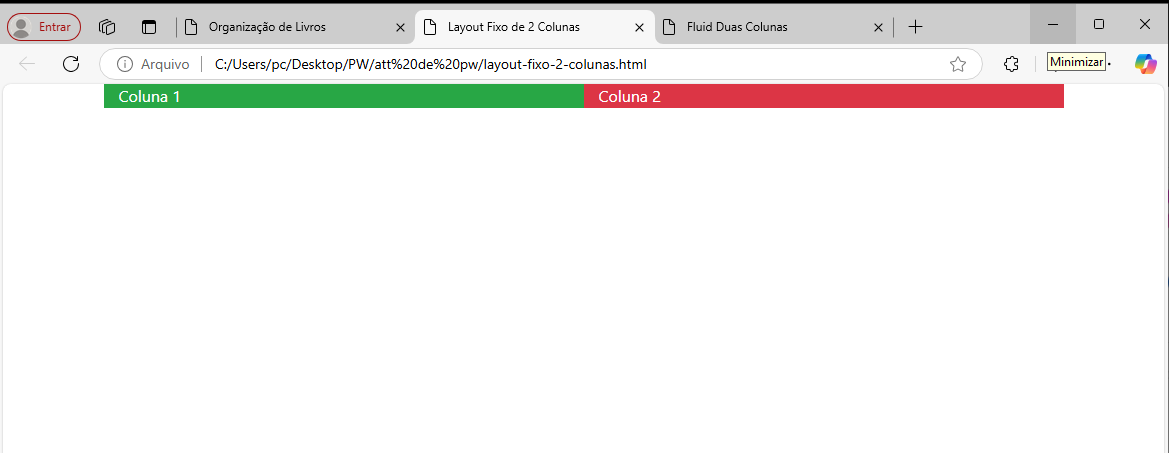 Entrar
Organização de Livros
Layout Fixo de 2 Colunas
Fluid Duas Colunas
Arquivo
C:/Users/pc/Desktop/PW/att%20de%20pw/layout-fixo-2-colunas.html
Minimizar
Coluna 1
Coluna 2